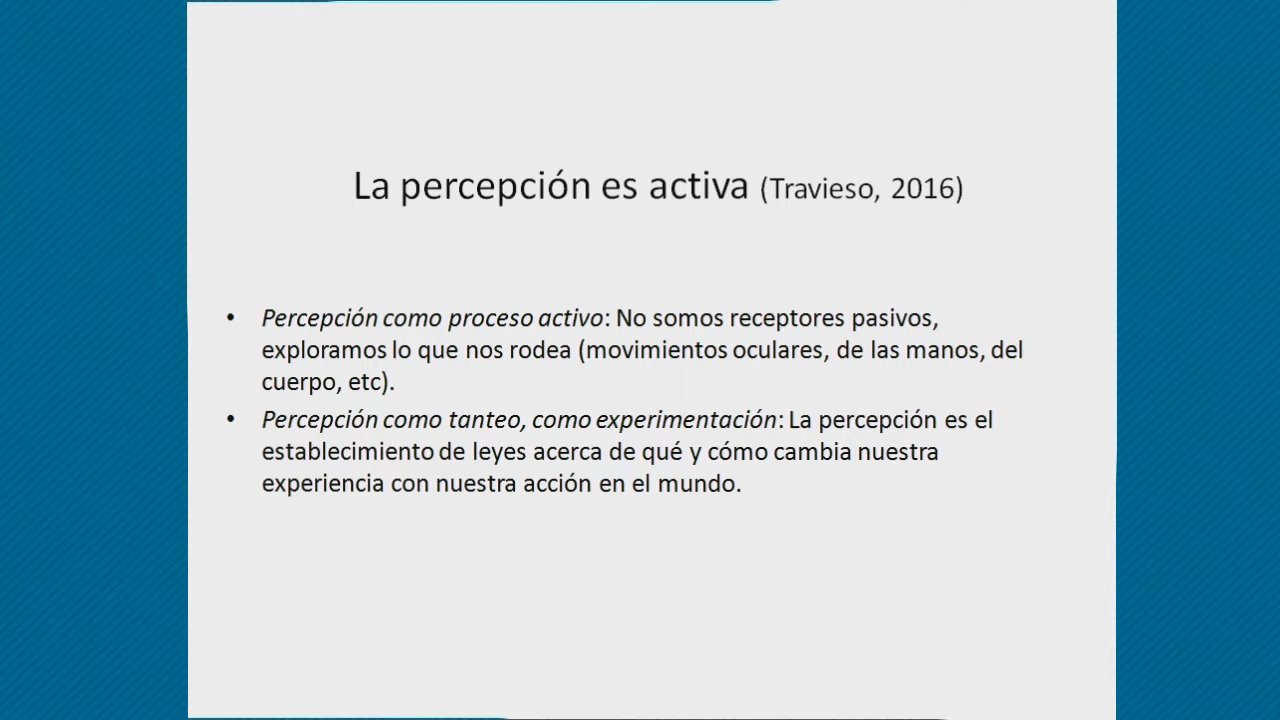 La percepción es activa (Travieso, 2016)
• Percepción como proceso activo: No somos receptores pasivos,
exploramos lo que nos rodea (movimientos oculares, de las manos, del
cuerpo, etc).
• Percepción como tanteo, como experimentación: La percepción es el
establecimiento de leyes acerca de qué y cómo cambia nuestra
experiencia con nuestra acción en el mundo.